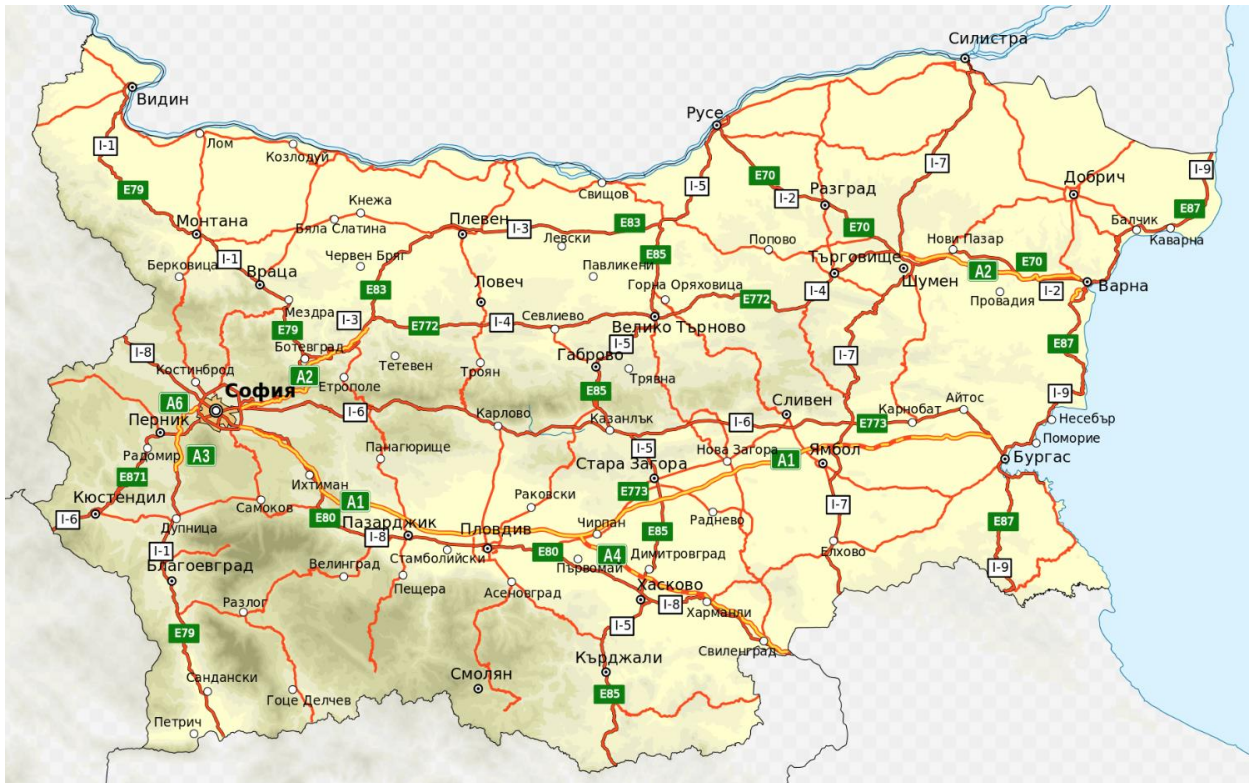 Силистра
Видин
Русе
I-1
Лом
Козлодуй
I-7
I-9
E79
Свищов
I-5
E70
I-2
Разград
Добрич
Кнежа
Бяла Слатина
Монтана
Плевен
I-3
E83
Левски
E70
Балчик
E87
Каварна
Попово
Нови Пазар
Червен Бряг
I-1
Враца
Берковица
E85
Павликени
Търговище
A2
E70
Шумен
I-2
Варна
Провадия
E83
Ловеч
Горна Оряховица
E772
I-4
Мездра
I-3
E772
I-4
Севлиево
Велико Търново
E79
Ботевград
I-5
I-8
Габрово
I-7
E87
Тетевен
Троян
Трявна
Костинброд
A2
Етрополе
София
E85
I-9
A6
I-6
Карлово
Казанлък
Сливен
I-6
E773
Карнобат
Айтос
Несебър
Перник
Поморие
Радомир
A3
Панагюрище
I-5
Нова Загора
A1
Ямбол
Бургас
E871
Стара Загора
Ихтиман
E773
Кюстендил
A1
Раковски
I-7
I-6
Самоков
E80
Раднево
Дупница
Пазарджик
Пловдив
Чирпан
E85
E87
I-8
I-1
Стамболийски
E80
A4
Димитровград
Елхово
Благоевград
Велинград
Първомай
I-9
Пещера
Асеновград
Хасково
I-8
Харманли
Разлог
I-5
E79
Свиленград
Кърджали
Сандански
Смолян
Гоце Делчев
E85
Петрич